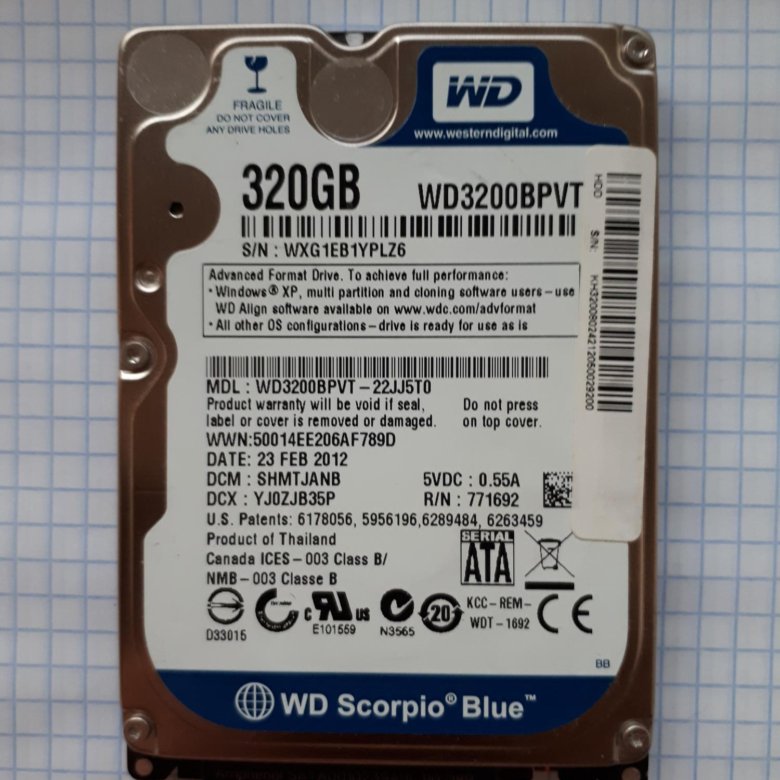 FRAGILE
DO NOT COVER
ANY DRIVE HOLES
WD
www.westerndigital.com
320GB
WD3200BPVT
S/N : WXG1EB1YPLZ6
Advanced Format Drive. To achieve full performance:
• Windows® XP, multi partition and cloning software users – use
WD Align software available on www.wdc.com/advformat
• All other OS configurations – drive is ready for use as is
MDL : WD3200BPVT – 22JJ5T0
Product warranty will be void if seal,
label or cover is removed or damaged.
Do not press
on top cover.
WWN:50014EE206AF789D
DATE: 23 FEB 2012
DCM : SHMTJANB
5VDC : 0.55A
DCX : YJ0ZJB35P
R/N : 771692
U.S. Patents: 6178056, 5956196,6289484, 6263459
Product of Thailand
Canada ICES – 003 Class B/
NMB – 003 Classe B
SERIAL
ATA
D33015
c UR US
E101559
N3565
20
KCC – REM –
WDT – 1692
CE
BB
WD Scorpio® Blue™
HDD
S/N:
KH32008024212050029200